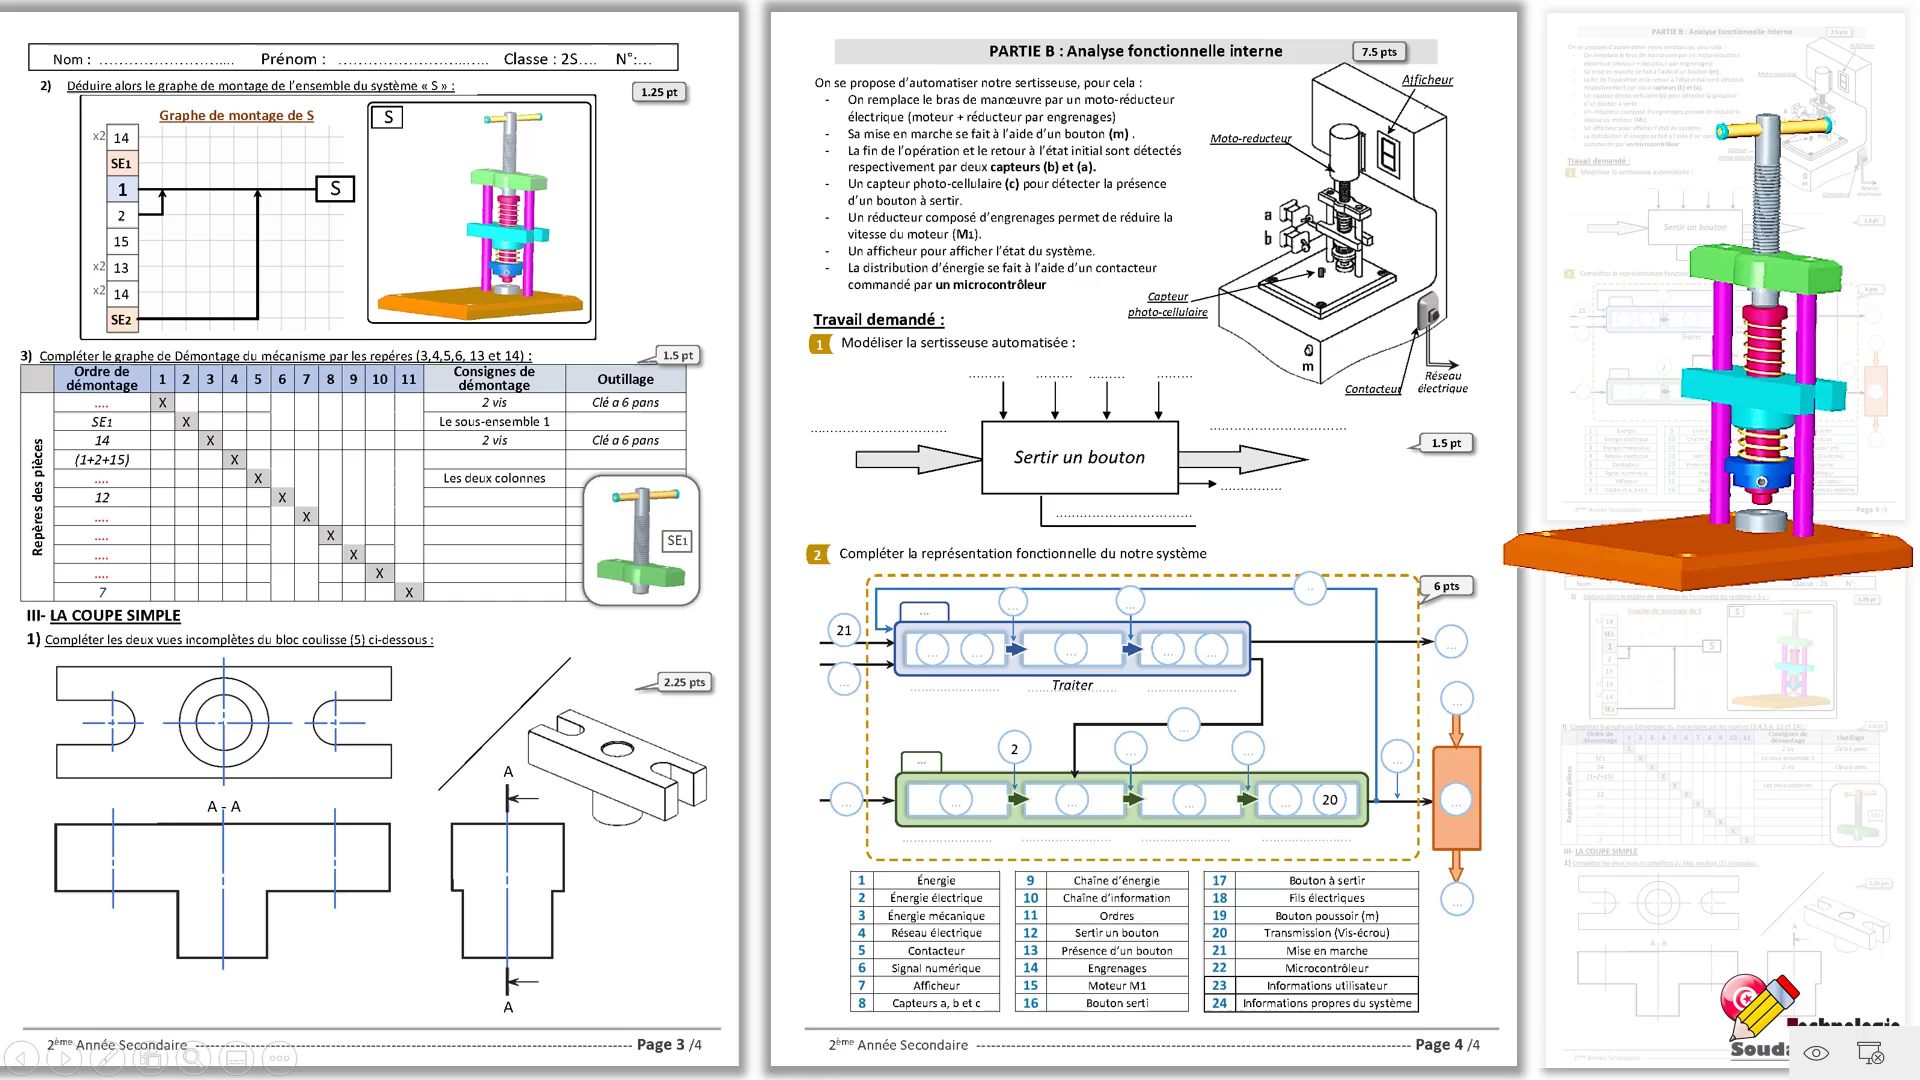 Nom : ............................ Prénom : ............................ Classe : 2S.... N°:...
2) Déduire alors le graphe de montage de l'ensemble du système « S » :
1.25 pt
Graphe de montage de S
S
x2 14
SE1
1
S
2
15
x2 13
x2 14
SE2
3) Compléter le graphe de Démontage du mécanisme par les repéres (3,4,5,6, 13 et 14) :
1.5 pt
Ordre de démontage 1 2 3 4 5 6 7 8 9 10 11 Consignes de démontage Outillage
Repères des pièces
.... X 2 vis Clé a 6 pans
SE1 X Le sous-ensemble 1
14 X 2 vis Clé a 6 pans
(1+2+15) X
.... X Les deux colonnes
12 X
.... X
.... X
.... X
.... X
7 X
SE1
III- LA COUPE SIMPLE
1) Compléter les deux vues incomplètes du bloc coulisse (5) ci-dessous :
2.25 pts
A
A - A
A
2ème Année Secondaire Page 3 /4
PARTIE B : Analyse fonctionnelle interne
7.5 pts
On se propose d'automatiser notre sertisseuse, pour cela :
- On remplace le bras de manœuvre par un moto-réducteur
électrique (moteur + réducteur par engrenages)
- Sa mise en marche se fait à l'aide d'un bouton (m) .
- La fin de l'opération et le retour à l'état initial sont détectés
respectivement par deux capteurs (b) et (a).
- Un capteur photo-cellulaire (c) pour détecter la présence
d'un bouton à sertir.
- Un réducteur composé d'engrenages permet de réduire la
vitesse du moteur (M1).
- Un afficheur pour afficher l'état du système.
- La distribution d'énergie se fait à l'aide d'un contacteur
commandé par un microcontrôleur
Afficheur
Moto-reducteur
a
b
Capteur
photo-cellulaire
m
Contacteur
Réseau
électrique
Travail demandé :
1 Modéliser la sertisseuse automatisée :
Sertir un bouton
1.5 pt
2 Compléter la représentation fonctionnelle du notre système
6 pts
21
Traiter
2
20
1 Énergie
2 Énergie électrique
3 Énergie mécanique
4 Réseau électrique
5 Contacteur
6 Signal numérique
7 Afficheur
8 Capteurs a, b et c
9 Chaîne d'énergie
10 Chaîne d'information
11 Ordres
12 Sertir un bouton
13 Présence d'un bouton
14 Engrenages
15 Moteur M1
16 Bouton serti
17 Bouton à sertir
18 Fils électriques
19 Bouton poussoir (m)
20 Transmission (Vis-écrou)
21 Mise en marche
22 Microcontrôleur
23 Informations utilisateur
24 Informations propres du système
2ème Année Secondaire Page 4 /4
PARTIE B : Analyse fonctionnelle interne
Travail demandé :
Sertir un bouton
Page 4 /4
III- LA COUPE SIMPLE